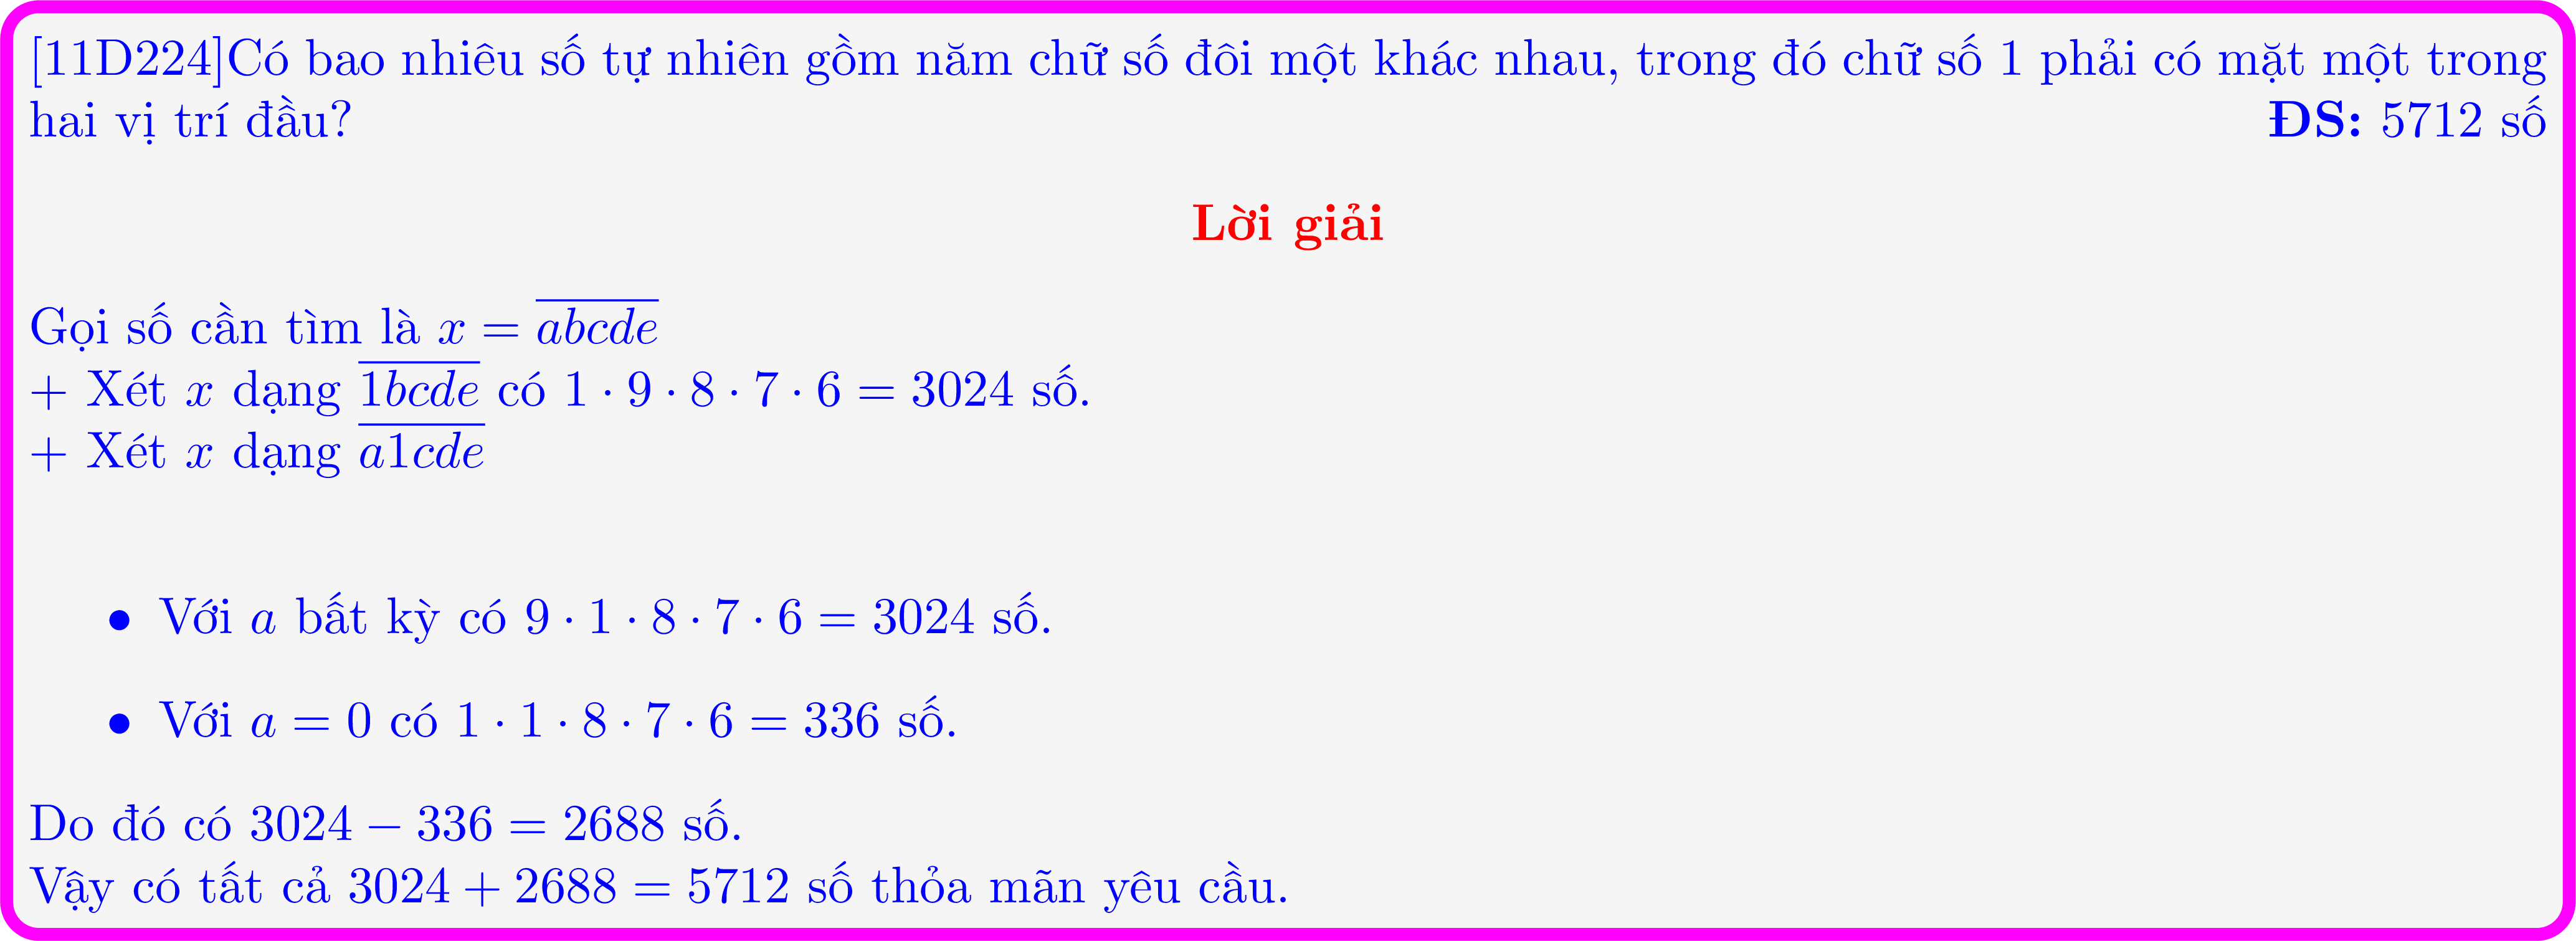 [11D224]Có bao nhiêu số tự nhiên gồm năm chữ số đôi một khác nhau, trong đó chữ số 1 phải có mặt một trong
hai vị trí đầu? ĐS: 5712 số
Lời giải
Gọi số cần tìm là $x = \overline{abcde}$
+ Xét $x$ dạng $\overline{1bcde}$ có $1 \cdot 9 \cdot 8 \cdot 7 \cdot 6 = 3024$ số.
+ Xét $x$ dạng $\overline{a1cde}$
• Với $a$ bất kỳ có $9 \cdot 1 \cdot 8 \cdot 7 \cdot 6 = 3024$ số.
• Với $a = 0$ có $1 \cdot 1 \cdot 8 \cdot 7 \cdot 6 = 336$ số.
Do đó có $3024 - 336 = 2688$ số.
Vậy có tất cả $3024 + 2688 = 5712$ số thỏa mãn yêu cầu.